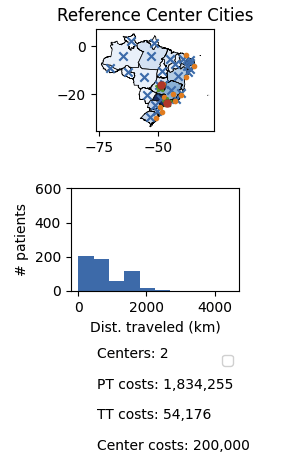 Reference Center Cities
0
−20
−75
−50
600
400
200
0
# patients
0
2000
4000
Dist. traveled (km)
Centers: 2
PT costs: 1,834,255
TT costs: 54,176
Center costs: 200,000